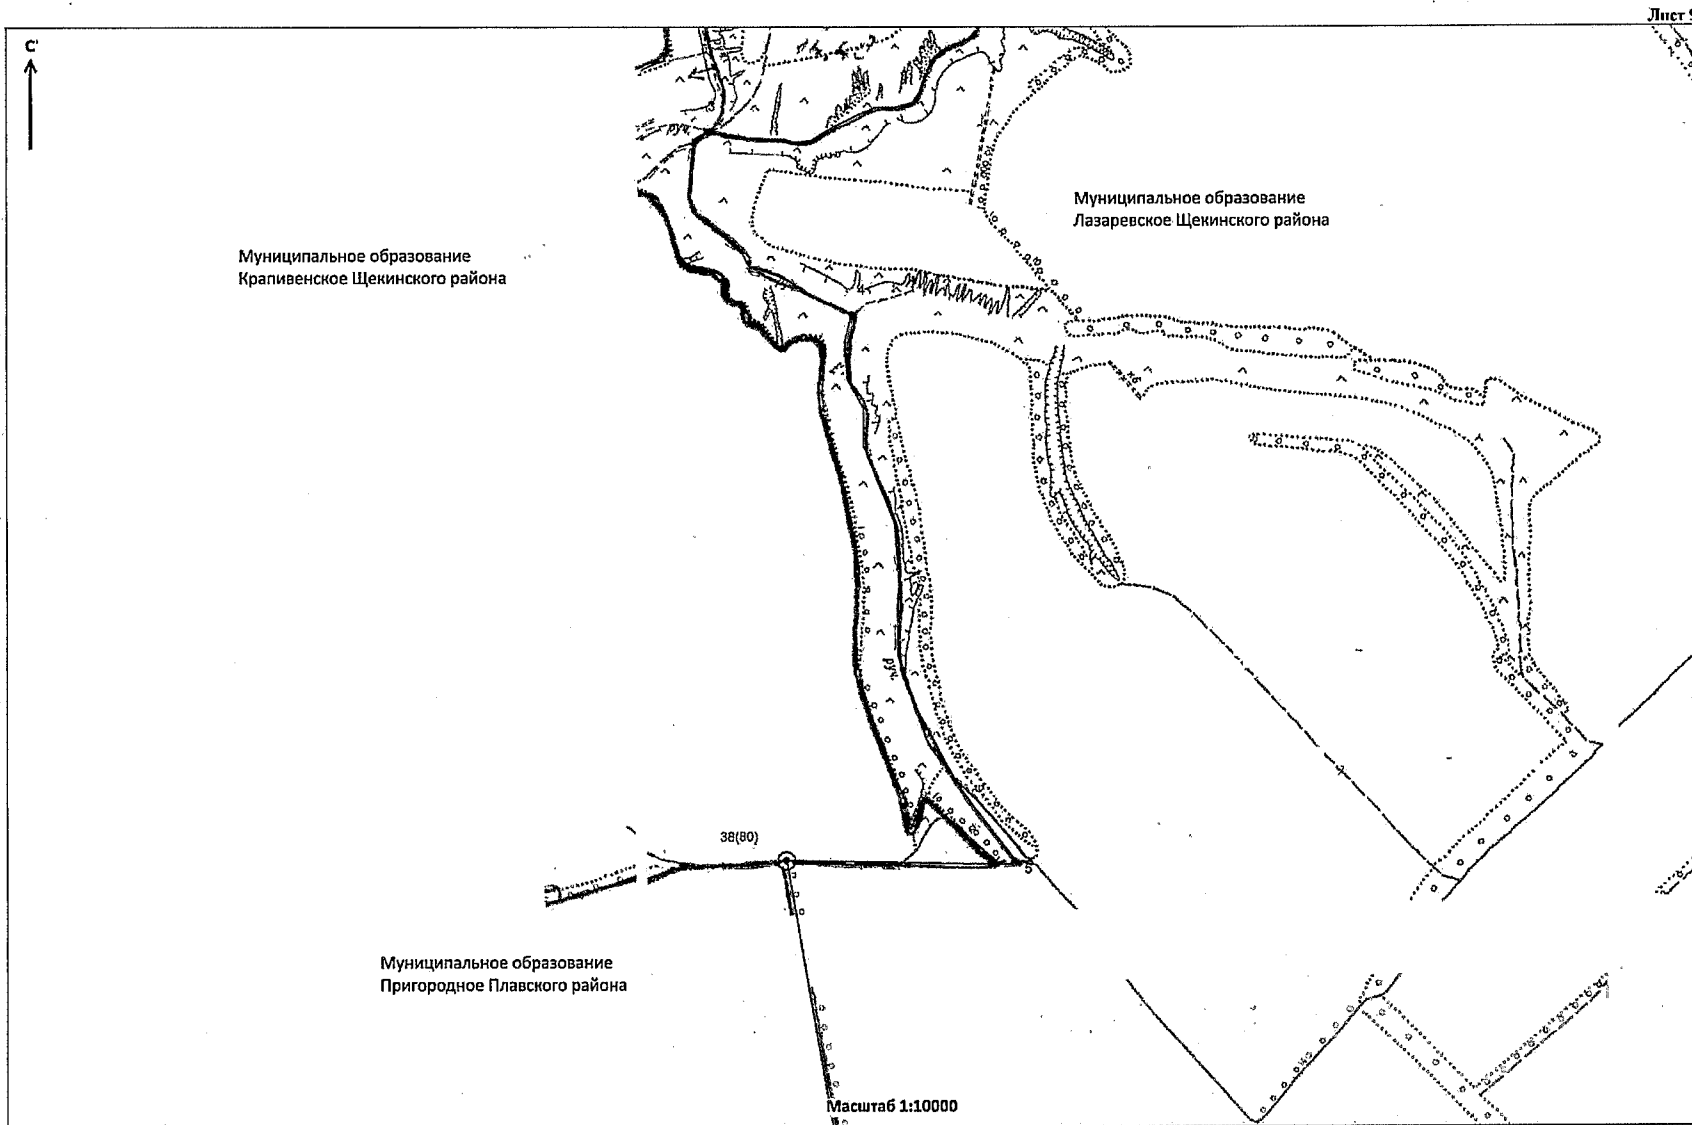 Лист 9
С
руч.
Муниципальное образование
Лазаревское Щекинского района
Муниципальное образование
Крапивенское Щекинского района
4
руч.
38(80)
5
Муниципальное образование
Пригородное Плавского района
Масштаб 1:10000